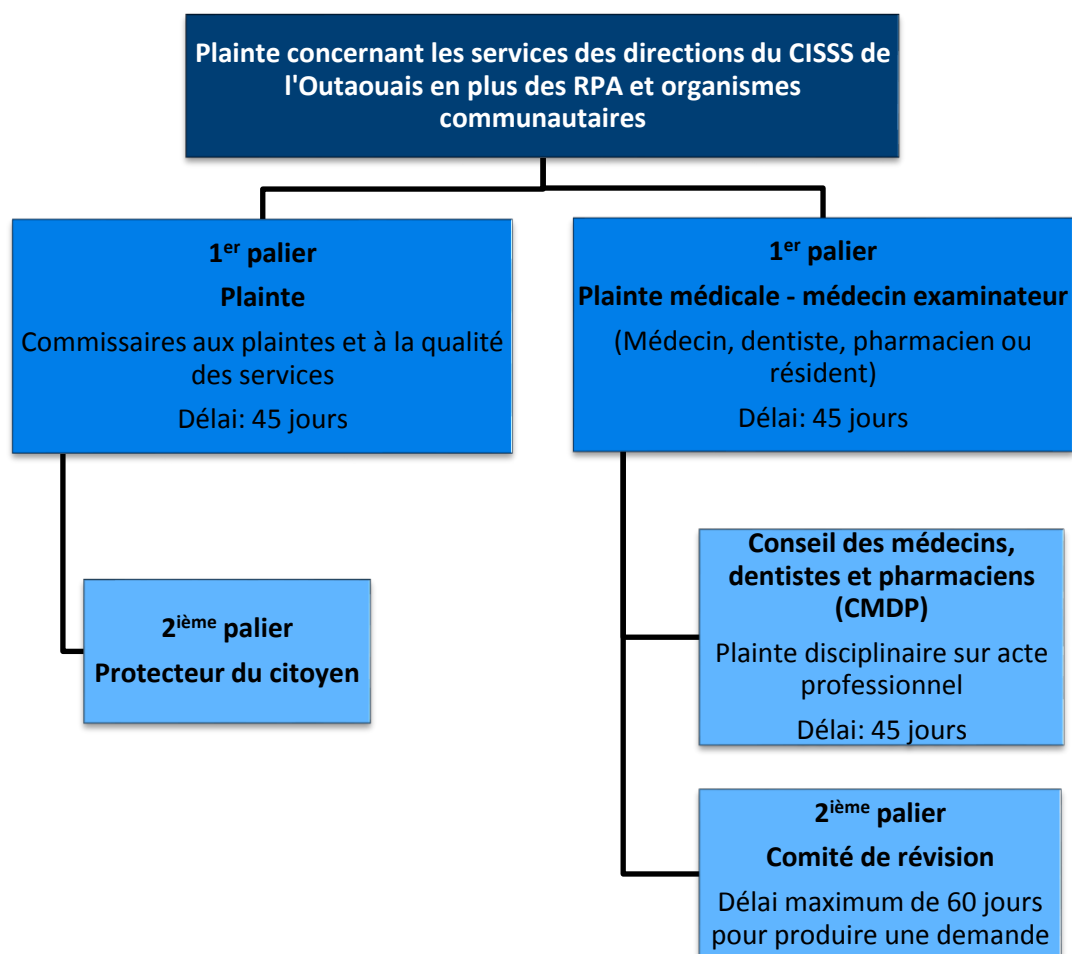 Plainte concernant les services des directions du CISSS de
l'Outaouais en plus des RPA et organismes
communautaires
1er palier
Plainte
Commissaires aux plaintes et à la qualité
des services
Délai: 45 jours
2ième palier
Protecteur du citoyen
1er palier
Plainte médicale - médecin examinateur
(Médecin, dentiste, pharmacien ou
résident)
Délai: 45 jours
Conseil des médecins,
dentistes et pharmaciens
(CMDP)
Plainte disciplinaire sur acte
professionnel
Délai: 45 jours
2ième palier
Comité de révision
Délai maximum de 60 jours
pour produire une demande